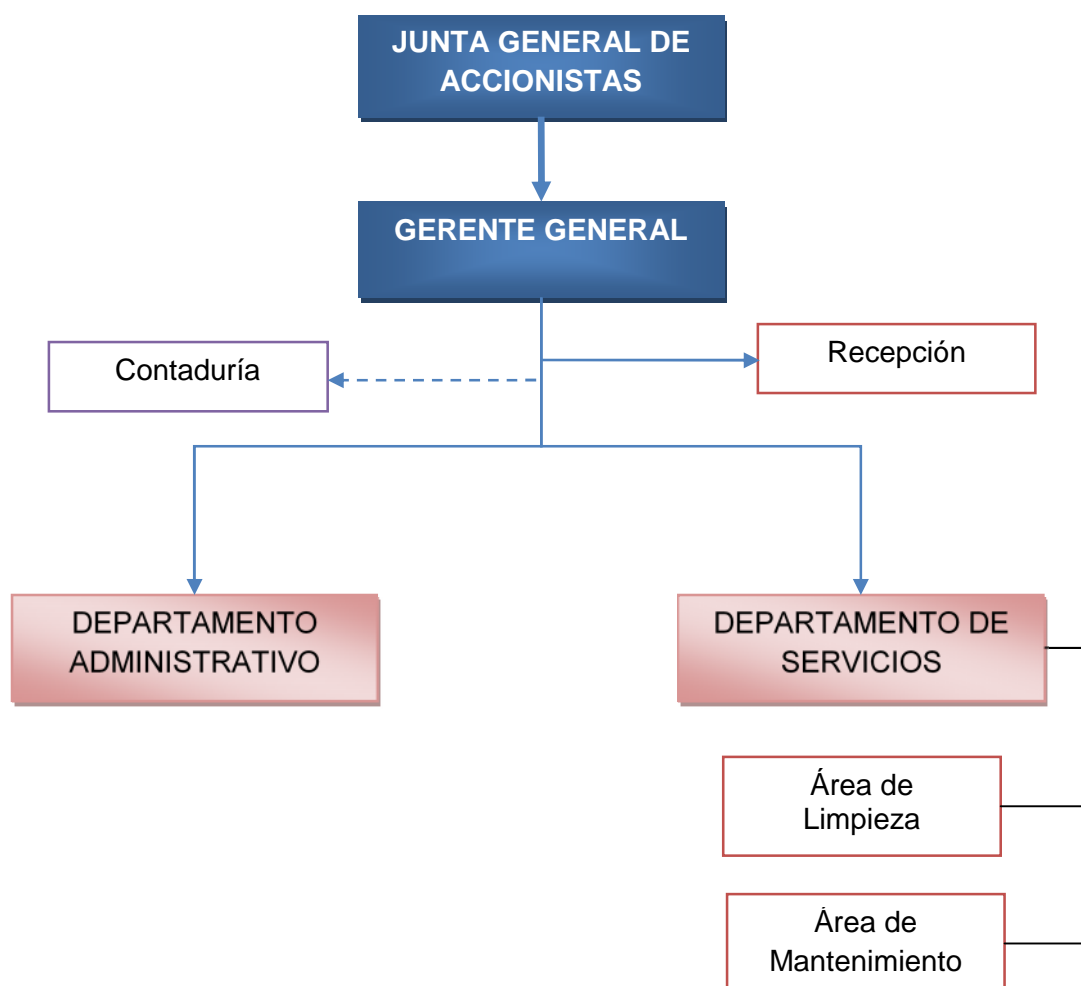 JUNTA GENERAL DE
ACCIONISTAS
GERENTE GENERAL
Contaduría
Recepción
DEPARTAMENTO
ADMINISTRATIVO
DEPARTAMENTO DE
SERVICIOS
Área de
Limpieza
Área de
Mantenimiento